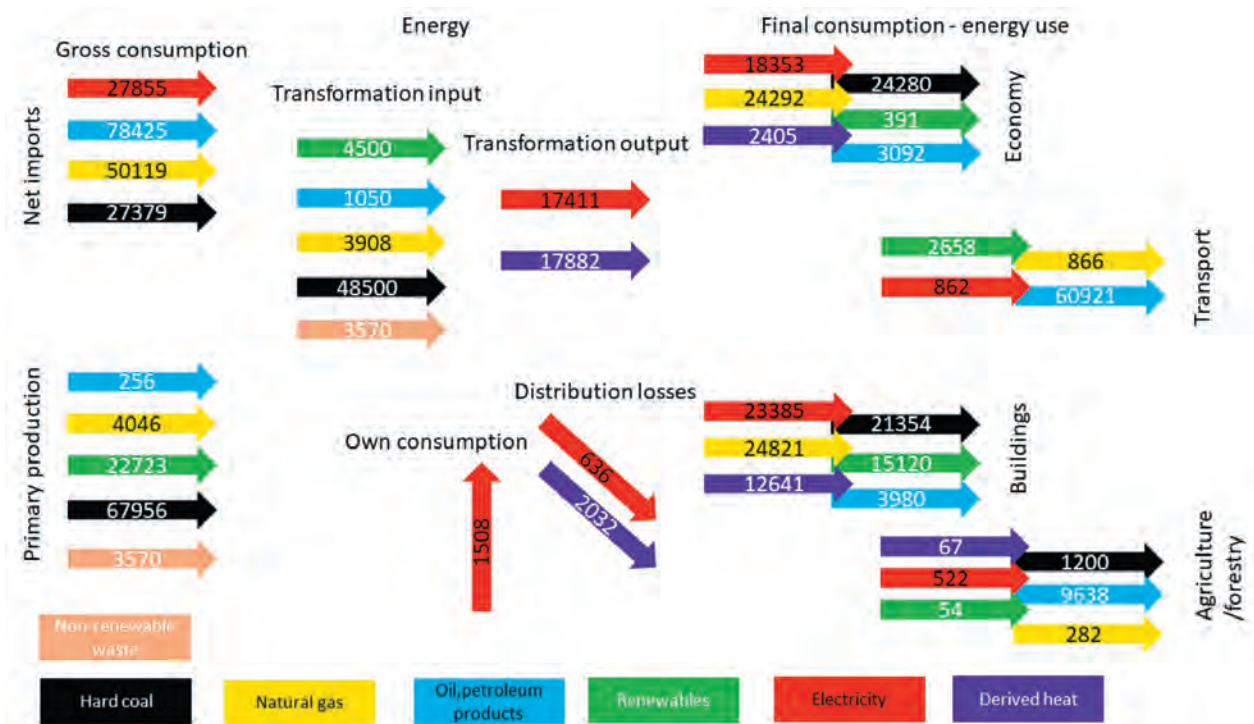 Gross consumption
Energy
Final consumption - energy use
Net imports
27855
78425
50119
27379
Transformation input
4500
1050
3908
48500
3570
Transformation output
17411
17882
18353
24292
2405
24280
391
3092
Economy
2658
862
866
60921
Transport
Primary production
256
4046
22723
67956
3570
Own consumption
1508
Distribution losses
636
2032
23385
24821
12641
21354
15120
3980
Buildings
67
522
54
1200
9638
282
Agriculture
/forestry
Non-renewable
waste
Hard coal
Natural gas
Oil,petroleum
products
Renewables
Electricity
Derived heat